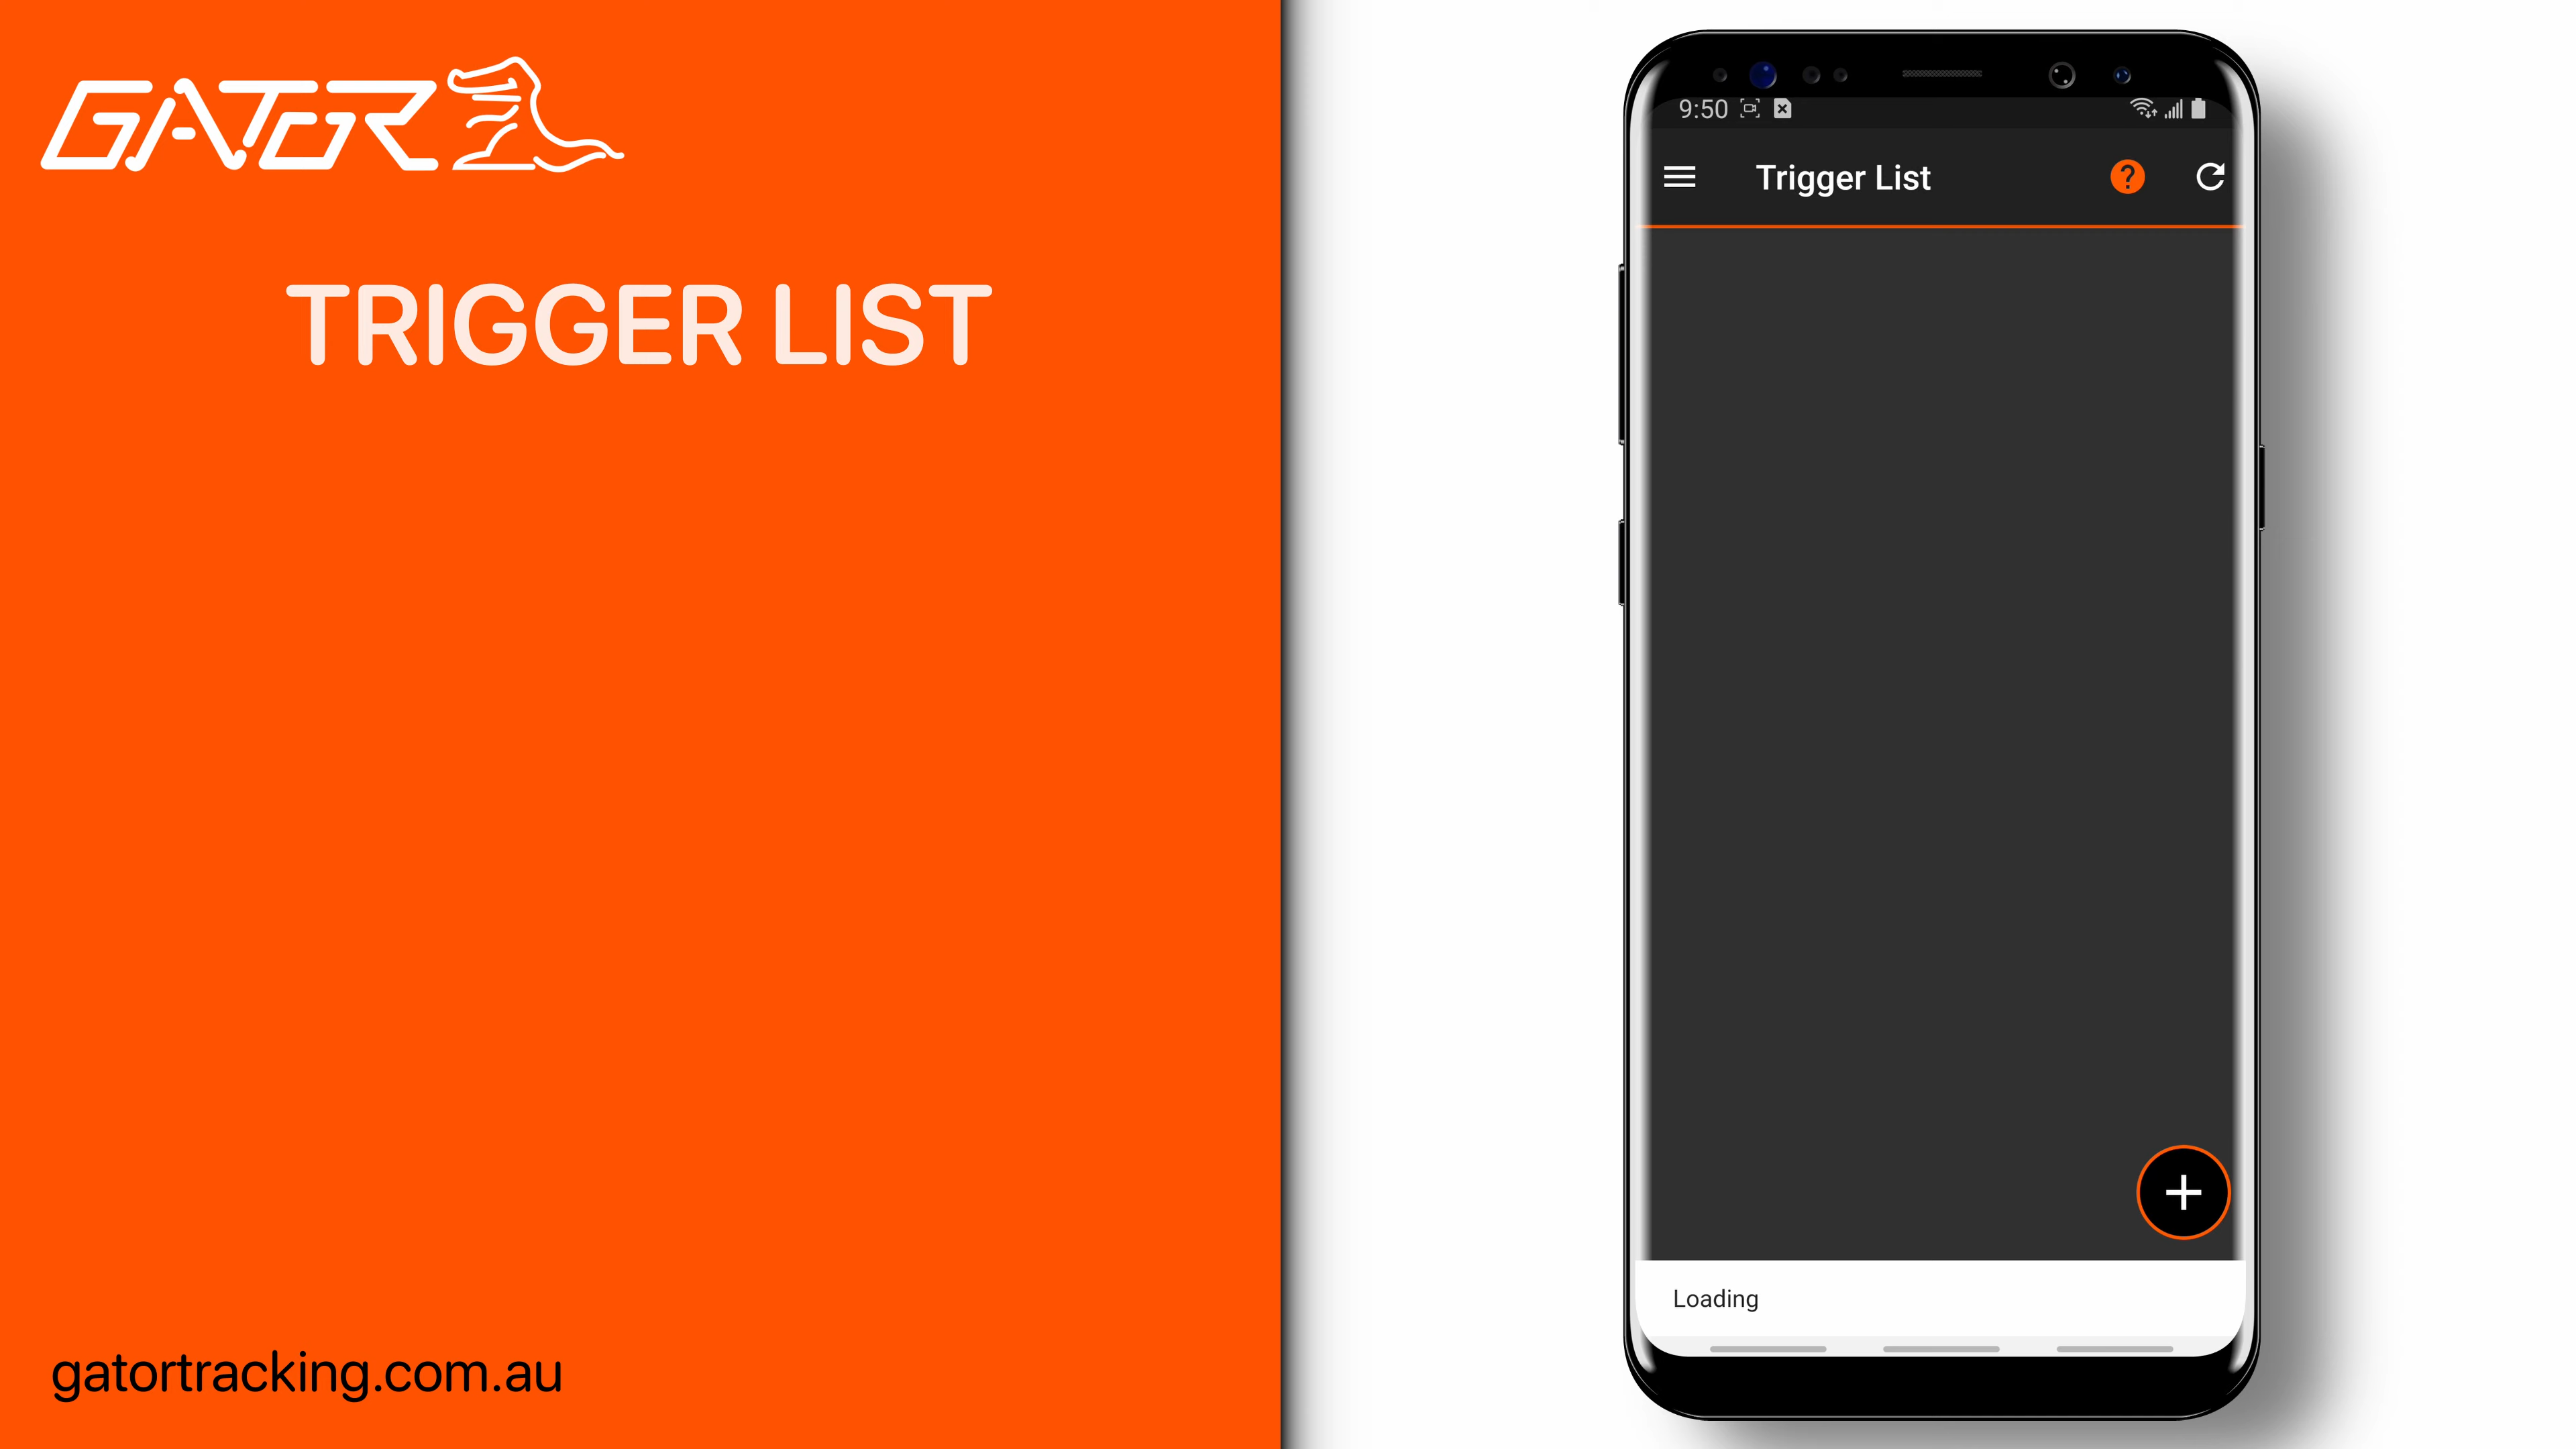 GATOR
TRIGGER LIST
gatortracking.com.au
9:50
Trigger List
?
Loading